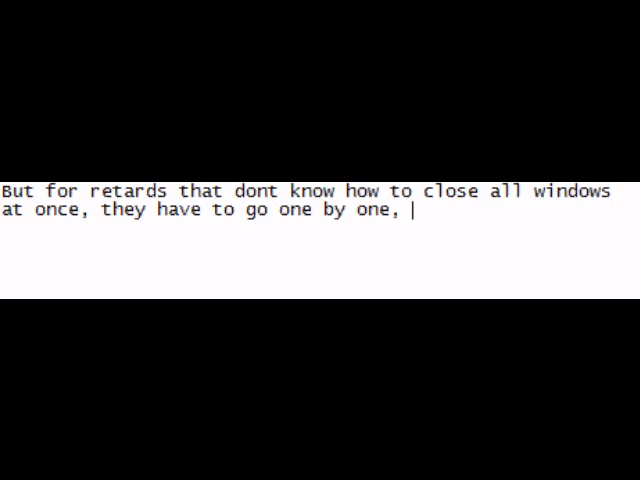 But for retards that dont know how to close all windows
at once, they have to go one by one,